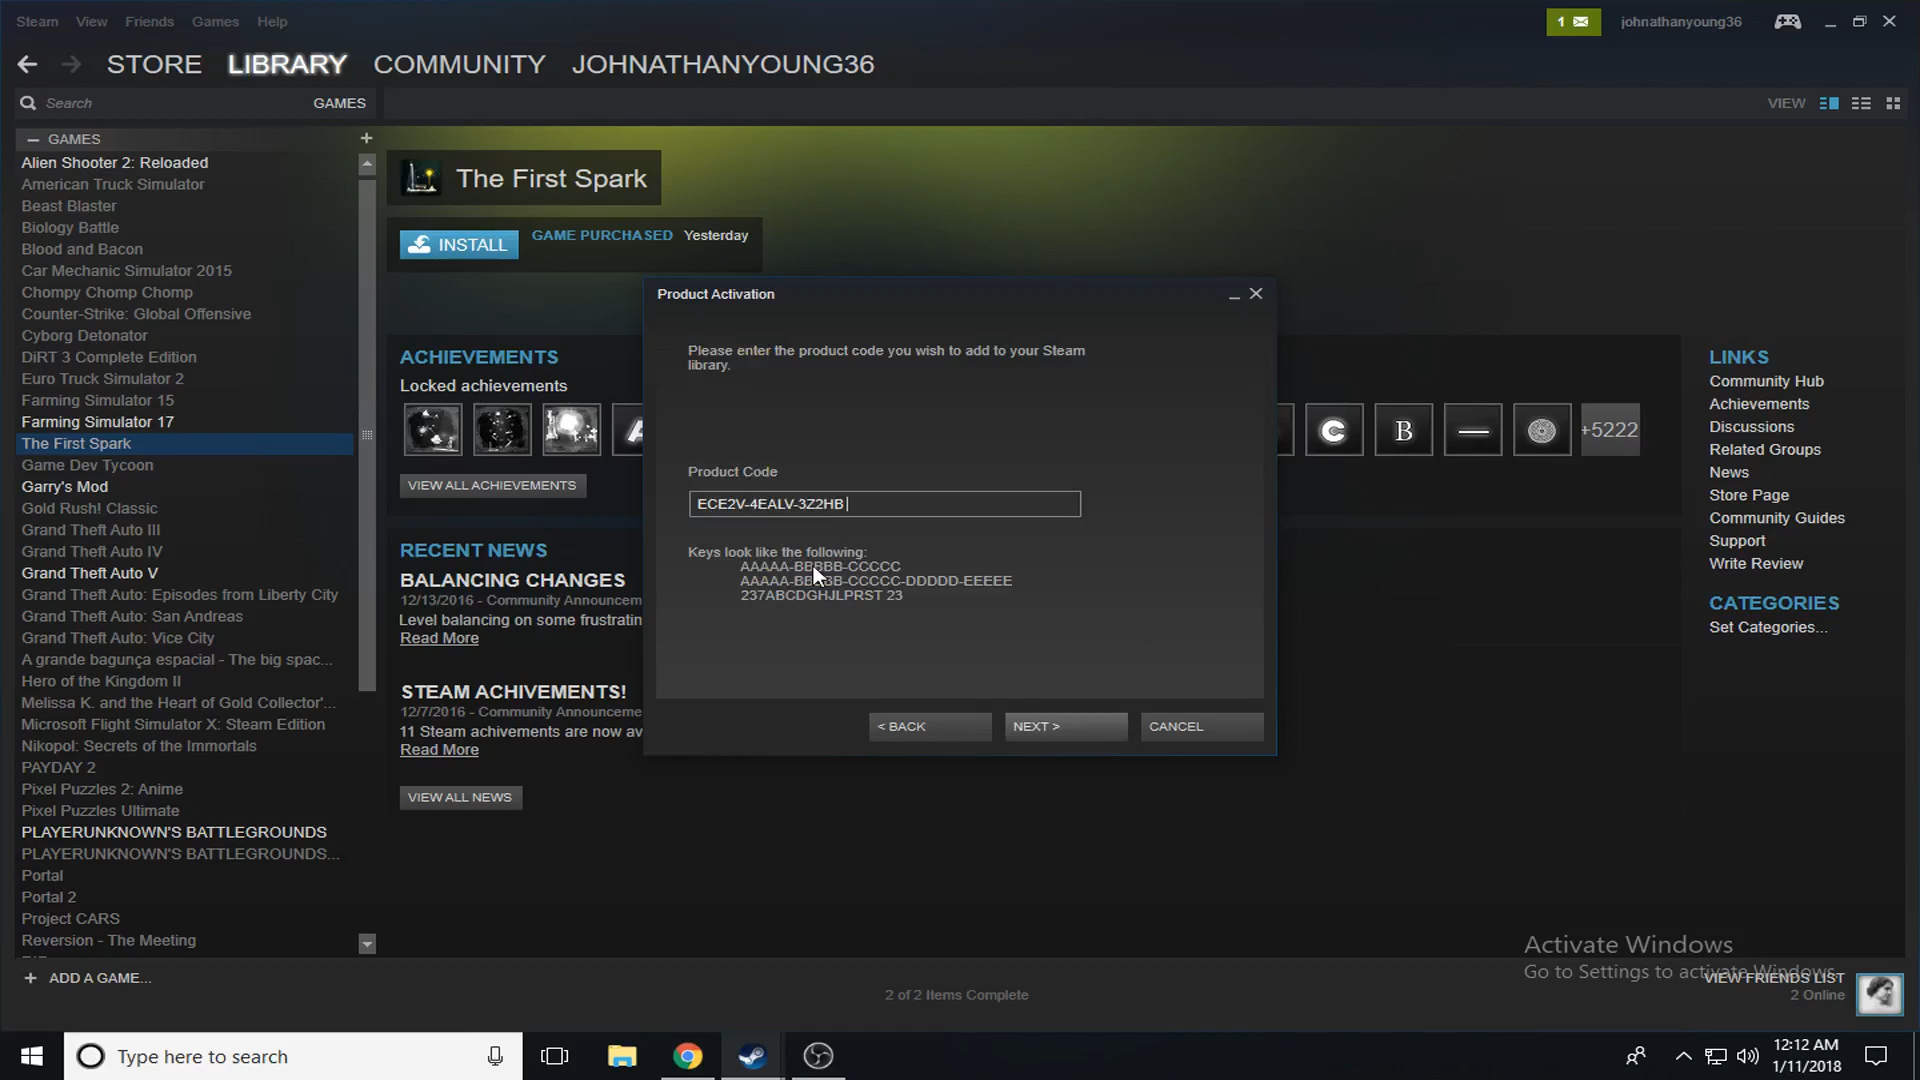 Steam View Friends Games Help
1 johnathanyoung36
STORE LIBRARY COMMUNITY JOHNATHANYOUNG36
Search GAMES
VIEW
— GAMES +
Alien Shooter 2: Reloaded
American Truck Simulator
Beast Blaster
Biology Battle
Blood and Bacon
Car Mechanic Simulator 2015
Chompy Chomp Chomp
Counter-Strike: Global Offensive
Cyborg Detonator
DiRT 3 Complete Edition
Euro Truck Simulator 2
Farming Simulator 15
Farming Simulator 17
The First Spark
Game Dev Tycoon
Garry's Mod
Gold Rush! Classic
Grand Theft Auto III
Grand Theft Auto IV
Grand Theft Auto V
Grand Theft Auto: Episodes from Liberty City
Grand Theft Auto: San Andreas
Grand Theft Auto: Vice City
A grande bagunça espacial - The big spac...
Hero of the Kingdom II
Melissa K. and the Heart of Gold Collector'...
Microsoft Flight Simulator X: Steam Edition
Nikopol: Secrets of the Immortals
PAYDAY 2
Pixel Puzzles 2: Anime
Pixel Puzzles Ultimate
PLAYERUNKNOWN'S BATTLEGROUNDS
PLAYERUNKNOWN'S BATTLEGROUNDS...
Portal
Portal 2
Project CARS
Reversion - The Meeting
+ ADD A GAME...
The First Spark
INSTALL GAME PURCHASED Yesterday
ACHIEVEMENTS
Locked achievements
A
C B +5222
VIEW ALL ACHIEVEMENTS
RECENT NEWS
BALANCING CHANGES
12/13/2016 - Community Announcem
Level balancing on some frustratin
Read More
STEAM ACHIVEMENTS!
12/7/2016 - Community Announceme
11 Steam achivements are now av
Read More
VIEW ALL NEWS
Product Activation
Please enter the product code you wish to add to your Steam
library.
Product Code
ECE2V-4EALV-3Z2HB
Keys look like the following:
AAAAA-BBBBB-CCCCC
AAAAA-BBBBB-CCCCC-DDDDD-EEEEE
237ABCDGHJLPRST 23
< BACK NEXT > CANCEL
LINKS
Community Hub
Achievements
Discussions
Related Groups
News
Store Page
Community Guides
Support
Write Review
CATEGORIES
Set Categories...
Activate Windows
Go to Settings to activate Windows.
VIEW FRIENDS LIST
2 Online
2 of 2 Items Complete
Type here to search
12:12 AM
1/11/2018